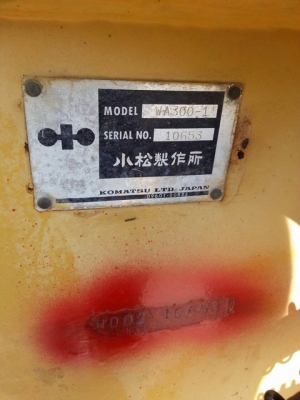 MODEL WA300-1
SERIAL NO. 10653
小松製作所
KOMATSU LTD. JAPAN